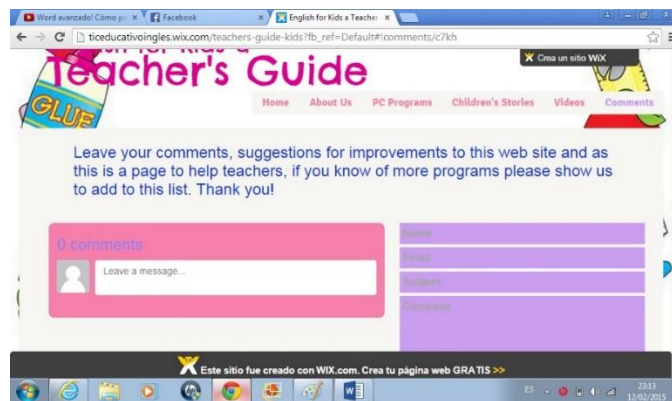 Word avanzado! Cómo p
Facebook
English for Kids a Teacher
ticeducativoingles.wix.com/teachers-guide-kids?fb_ref=Default#!comments/c7kh
Crea un sitio WiX
Teacher's Guide
GLUE
Home About Us PC Programs Children's Stories Videos Comments
Leave your comments, suggestions for improvements to this web site and as
this is a page to help teachers, if you know of more programs please show us
to add to this list. Thank you!
0 comments
Leave a message...
Name
Email
Subject
Compose
Este sitio fue creado con WIX.com. Crea tu página web GRATIS >>
ES
23:13
12/02/2015